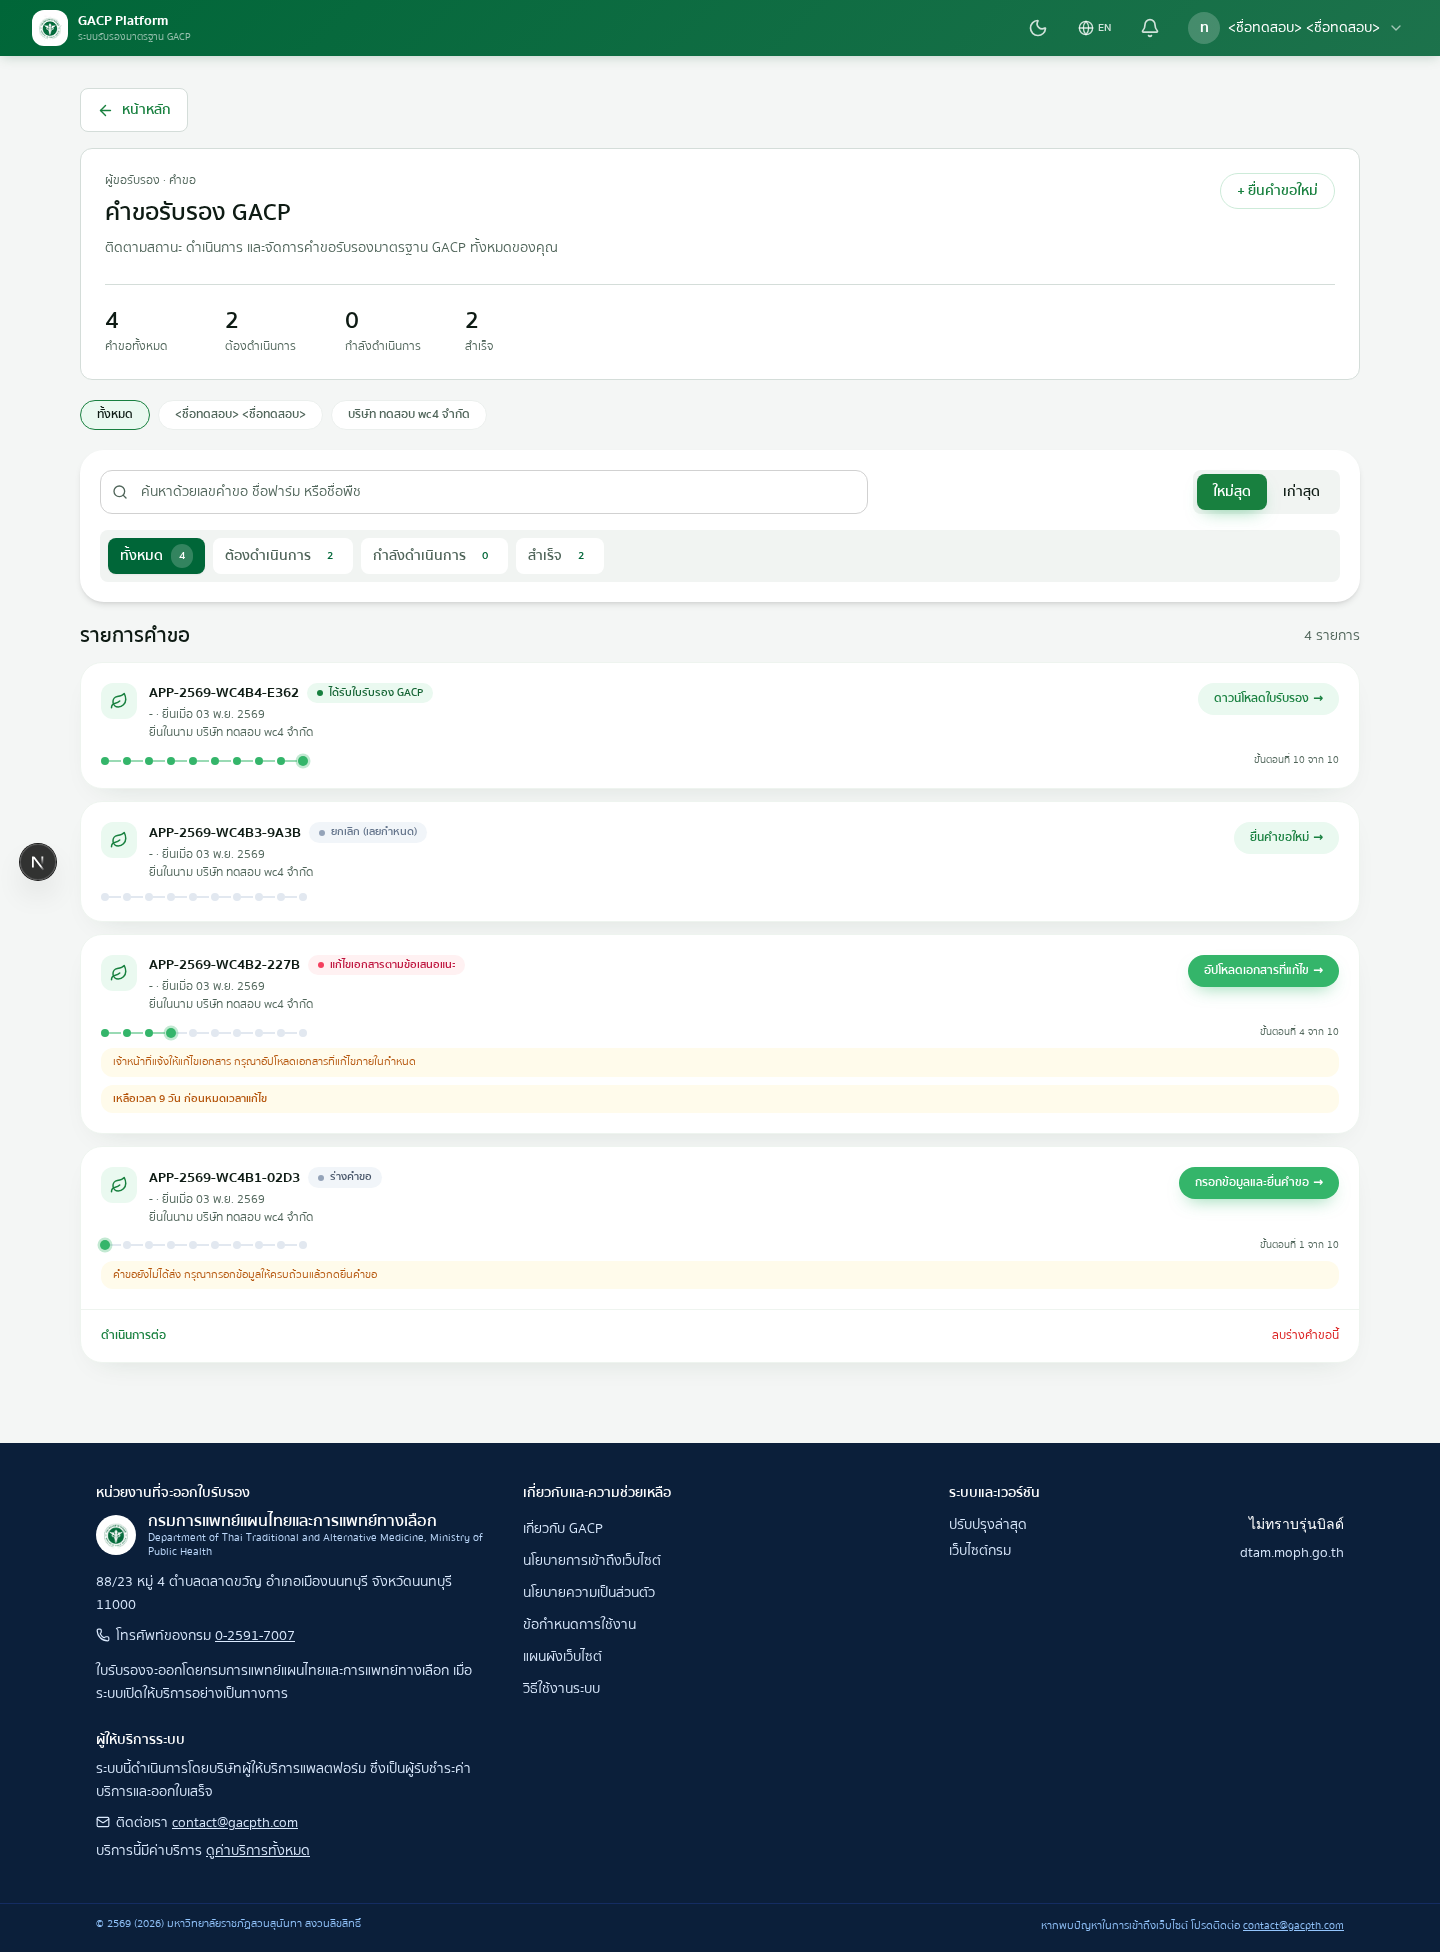 GACP Platform
ระบบรับรองมาตรฐาน GACP
EN
ท <ชื่อทดสอบ> <ชื่อทดสอบ>
← หน้าหลัก
ผู้ขอรับรอง · คำขอ
คำขอรับรอง GACP
+ ยื่นคำขอใหม่
ติดตามสถานะ ดำเนินการ และจัดการคำขอรับรองมาตรฐาน GACP ทั้งหมดของคุณ
4 2 0 2
คำขอทั้งหมด ต้องดำเนินการ กำลังดำเนินการ สำเร็จ
ทั้งหมด <ชื่อทดสอบ> <ชื่อทดสอบ> บริษัท ทดสอบ wc4 จำกัด
ค้นหาด้วยเลขคำขอ ชื่อฟาร์ม หรือชื่อพืช
ใหม่สุด เก่าสุด
ทั้งหมด 4 ต้องดำเนินการ 2 กำลังดำเนินการ 0 สำเร็จ 2
รายการคำขอ
4 รายการ
APP-2569-WC4B4-E362 ได้รับใบรับรอง GACP
ดาวน์โหลดใบรับรอง →
- · ยื่นเมื่อ 03 พ.ย. 2569
ยื่นในนาม บริษัท ทดสอบ wc4 จำกัด
ขั้นตอนที่ 10 จาก 10
APP-2569-WC4B3-9A3B ยกเลิก (เลยกำหนด)
ยื่นคำขอใหม่ →
- · ยื่นเมื่อ 03 พ.ย. 2569
ยื่นในนาม บริษัท ทดสอบ wc4 จำกัด
APP-2569-WC4B2-227B แก้ไขเอกสารตามข้อเสนอแนะ
อัปโหลดเอกสารที่แก้ไข →
- · ยื่นเมื่อ 03 พ.ย. 2569
ยื่นในนาม บริษัท ทดสอบ wc4 จำกัด
ขั้นตอนที่ 4 จาก 10
เจ้าหน้าที่แจ้งให้แก้ไขเอกสาร กรุณาอัปโหลดเอกสารที่แก้ไขภายในกำหนด
เหลือเวลา 9 วัน ก่อนหมดเวลาแก้ไข
APP-2569-WC4B1-02D3 ร่างคำขอ
กรอกข้อมูลและยื่นคำขอ →
- · ยื่นเมื่อ 03 พ.ย. 2569
ยื่นในนาม บริษัท ทดสอบ wc4 จำกัด
ขั้นตอนที่ 1 จาก 10
คำขอยังไม่ได้ส่ง กรุณากรอกข้อมูลให้ครบถ้วนแล้วกดยื่นคำขอ
ดำเนินการต่อ
ลบร่างคำขอนี้
หน่วยงานที่จะออกใบรับรอง
กรมการแพทย์แผนไทยและการแพทย์ทางเลือก
Department of Thai Traditional and Alternative Medicine, Ministry of
Public Health
88/23 หมู่ 4 ตำบลตลาดขวัญ อำเภอเมืองนนทบุรี จังหวัดนนทบุรี
11000
โทรศัพท์ของกรม 0-2591-7007
ใบรับรองจะออกโดยกรมการแพทย์แผนไทยและการแพทย์ทางเลือก เมื่อ
ระบบเปิดให้บริการอย่างเป็นทางการ
ผู้ให้บริการระบบ
ระบบนี้ดำเนินการโดยบริษัทผู้ให้บริการแพลตฟอร์ม ซึ่งเป็นผู้รับชำระค่า
บริการและออกใบเสร็จ
ติดต่อเรา contact@gacpth.com
บริการนี้มีค่าบริการ ดูค่าบริการทั้งหมด
เกี่ยวกับและความช่วยเหลือ
เกี่ยวกับ GACP
นโยบายการเข้าถึงเว็บไซต์
นโยบายความเป็นส่วนตัว
ข้อกำหนดการใช้งาน
แผนผังเว็บไซต์
วิธีใช้งานระบบ
ระบบและเวอร์ชัน
ปรับปรุงล่าสุด ไม่ทราบรุ่นบิลด์
เว็บไซต์กรม dtam.moph.go.th
© 2569 (2026) มหาวิทยาลัยราชภัฏสวนสุนันทา สงวนลิขสิทธิ์
หากพบปัญหาในการเข้าถึงเว็บไซต์ โปรดติดต่อ contact@gacpth.com